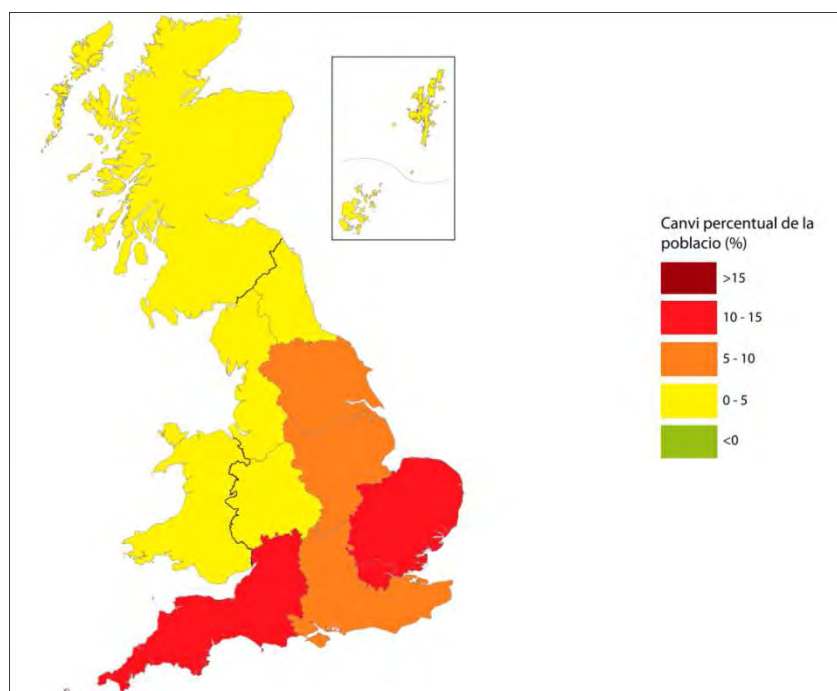 Canvi percentual de la
poblacio (%)
>15
10 - 15
5 - 10
0 - 5
<0